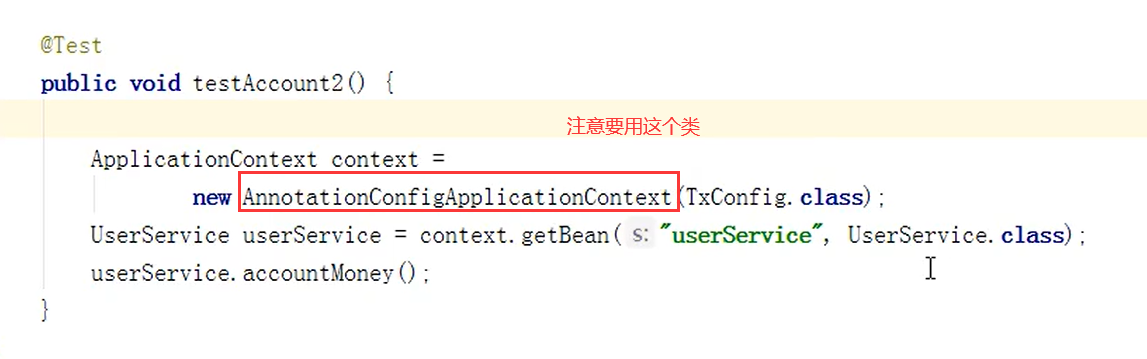 @Test
public void testAccount2() {
注意要用这个类
ApplicationContext context =
new AnnotationConfigApplicationContext(TxConfig.class);
UserService userService = context.getBean( s: "userService", UserService.class);
userService.accountMoney();
}